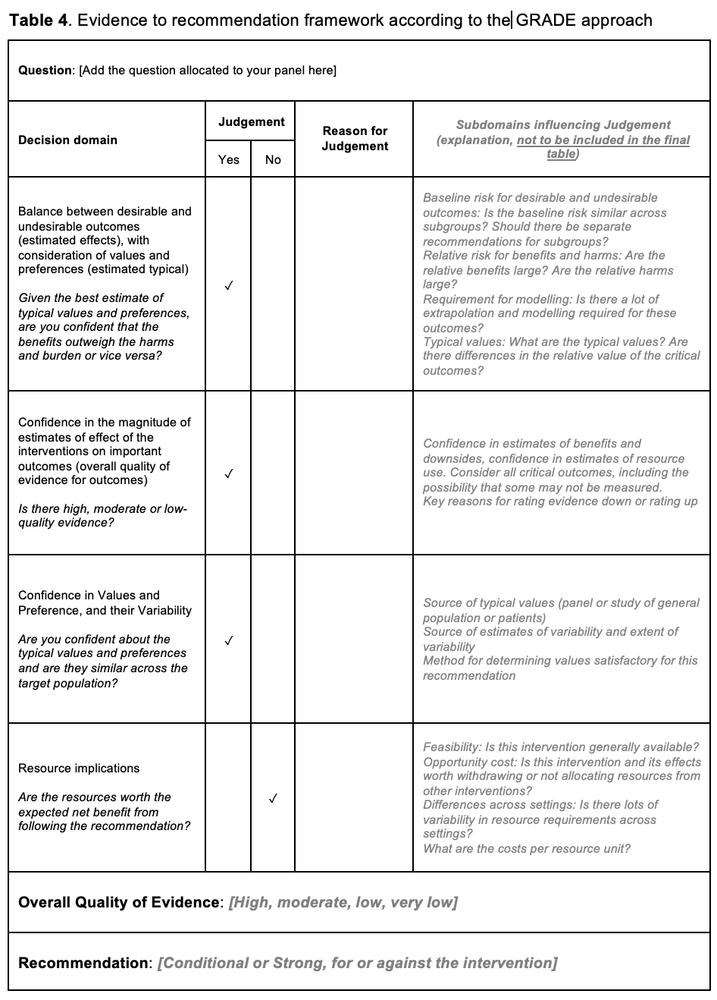 Table 4. Evidence to recommendation framework according to the GRADE approach
Question: [Add the question allocated to your panel here]
Decision domain
Judgement
Yes
No
Reason for
Judgement
Subdomains influencing Judgement
(explanation, not to be included in the final
table)
Balance between desirable and
undesirable outcomes
(estimated effects), with
consideration of values and
preferences (estimated typical)
Given the best estimate of
typical values and preferences,
are you confident that the
benefits outweigh the harms
and burden or vice versa?
✓
Baseline risk for desirable and undesirable
outcomes: Is the baseline risk similar across
subgroups? Should there be separate
recommendations for subgroups?
Relative risk for benefits and harms: Are the
relative benefits large? Are the relative harms
large?
Requirement for modelling: Is there a lot of
extrapolation and modelling required for these
outcomes?
Typical values: What are the typical values? Are
there differences in the relative value of the critical
outcomes?
Confidence in the magnitude of
estimates of effect of the
interventions on important
outcomes (overall quality of
evidence for outcomes)
Is there high, moderate or low-
quality evidence?
✓
Confidence in estimates of benefits and
downsides, confidence in estimates of resource
use. Consider all critical outcomes, including the
possibility that some may not be measured.
Key reasons for rating evidence down or rating up
Confidence in Values and
Preference, and their Variability
Are you confident about the
typical values and preferences
and are they similar across the
target population?
✓
Source of typical values (panel or study of general
population or patients)
Source of estimates of variability and extent of
variability
Method for determining values satisfactory for this
recommendation
Resource implications
Are the resources worth the
expected net benefit from
following the recommendation?
✓
Feasibility: Is this intervention generally available?
Opportunity cost: Is this intervention and its effects
worth withdrawing or not allocating resources from
other interventions?
Differences across settings: Is there lots of
variability in resource requirements across
settings?
What are the costs per resource unit?
Overall Quality of Evidence: [High, moderate, low, very low]
Recommendation: [Conditional or Strong, for or against the intervention]